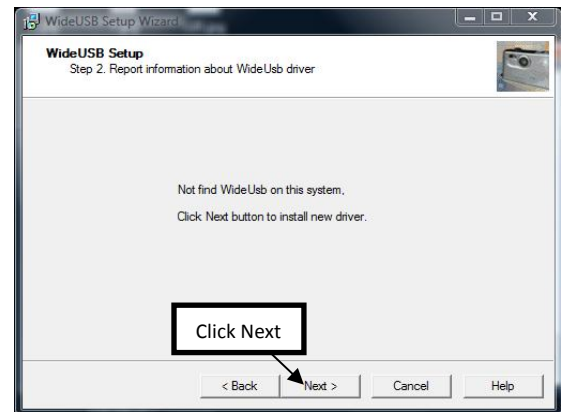 WideUSB Setup Wizard
WideUSB Setup
Step 2. Report information about WideUsb driver
Not find WideUsb on this system,
Click Next button to install new driver.
Click Next
< Back Next > Cancel Help